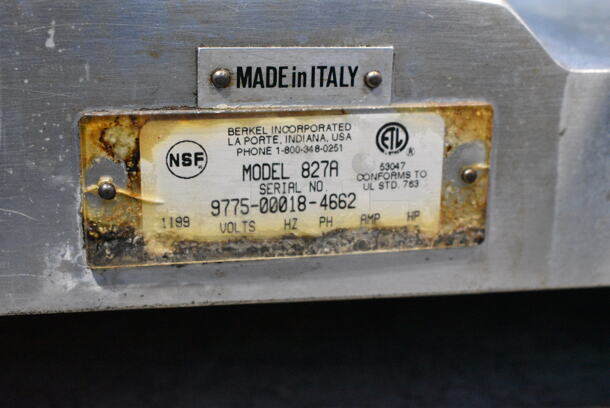 MADE in ITALY
BERKEL INCORPORATED
LA PORTE, INDIANA, USA
PHONE 1-800-348-0251
NSF
ETL
MODEL 827A
SERIAL NO.
9775-00018-4662
53047
CONFORMS TO
UL STD. 763
1199 VOLTS HZ PH AMP HP